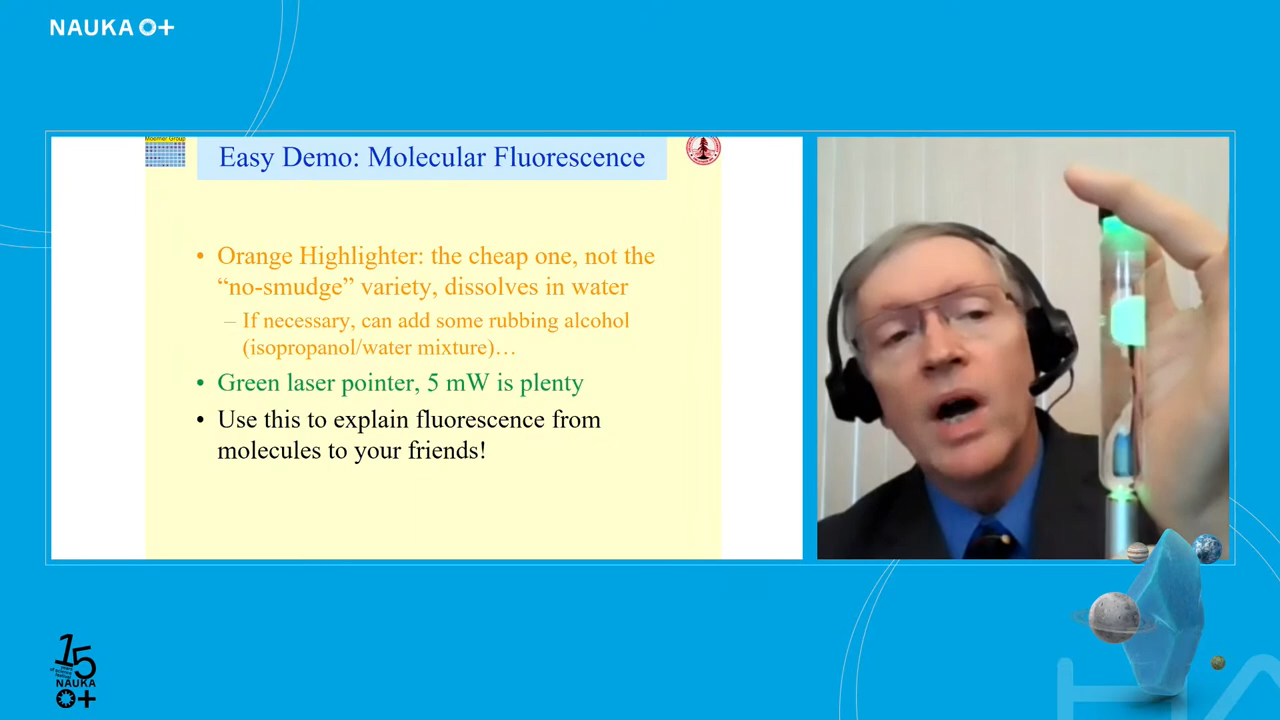 NAUKA O+
Moerner Group
Easy Demo: Molecular Fluorescence
• Orange Highlighter: the cheap one, not the
“no-smudge” variety, dissolves in water
– If necessary, can add some rubbing alcohol
(isopropanol/water mixture)…
• Green laser pointer, 5 mW is plenty
• Use this to explain fluorescence from
molecules to your friends!
15
NAUKA
O+